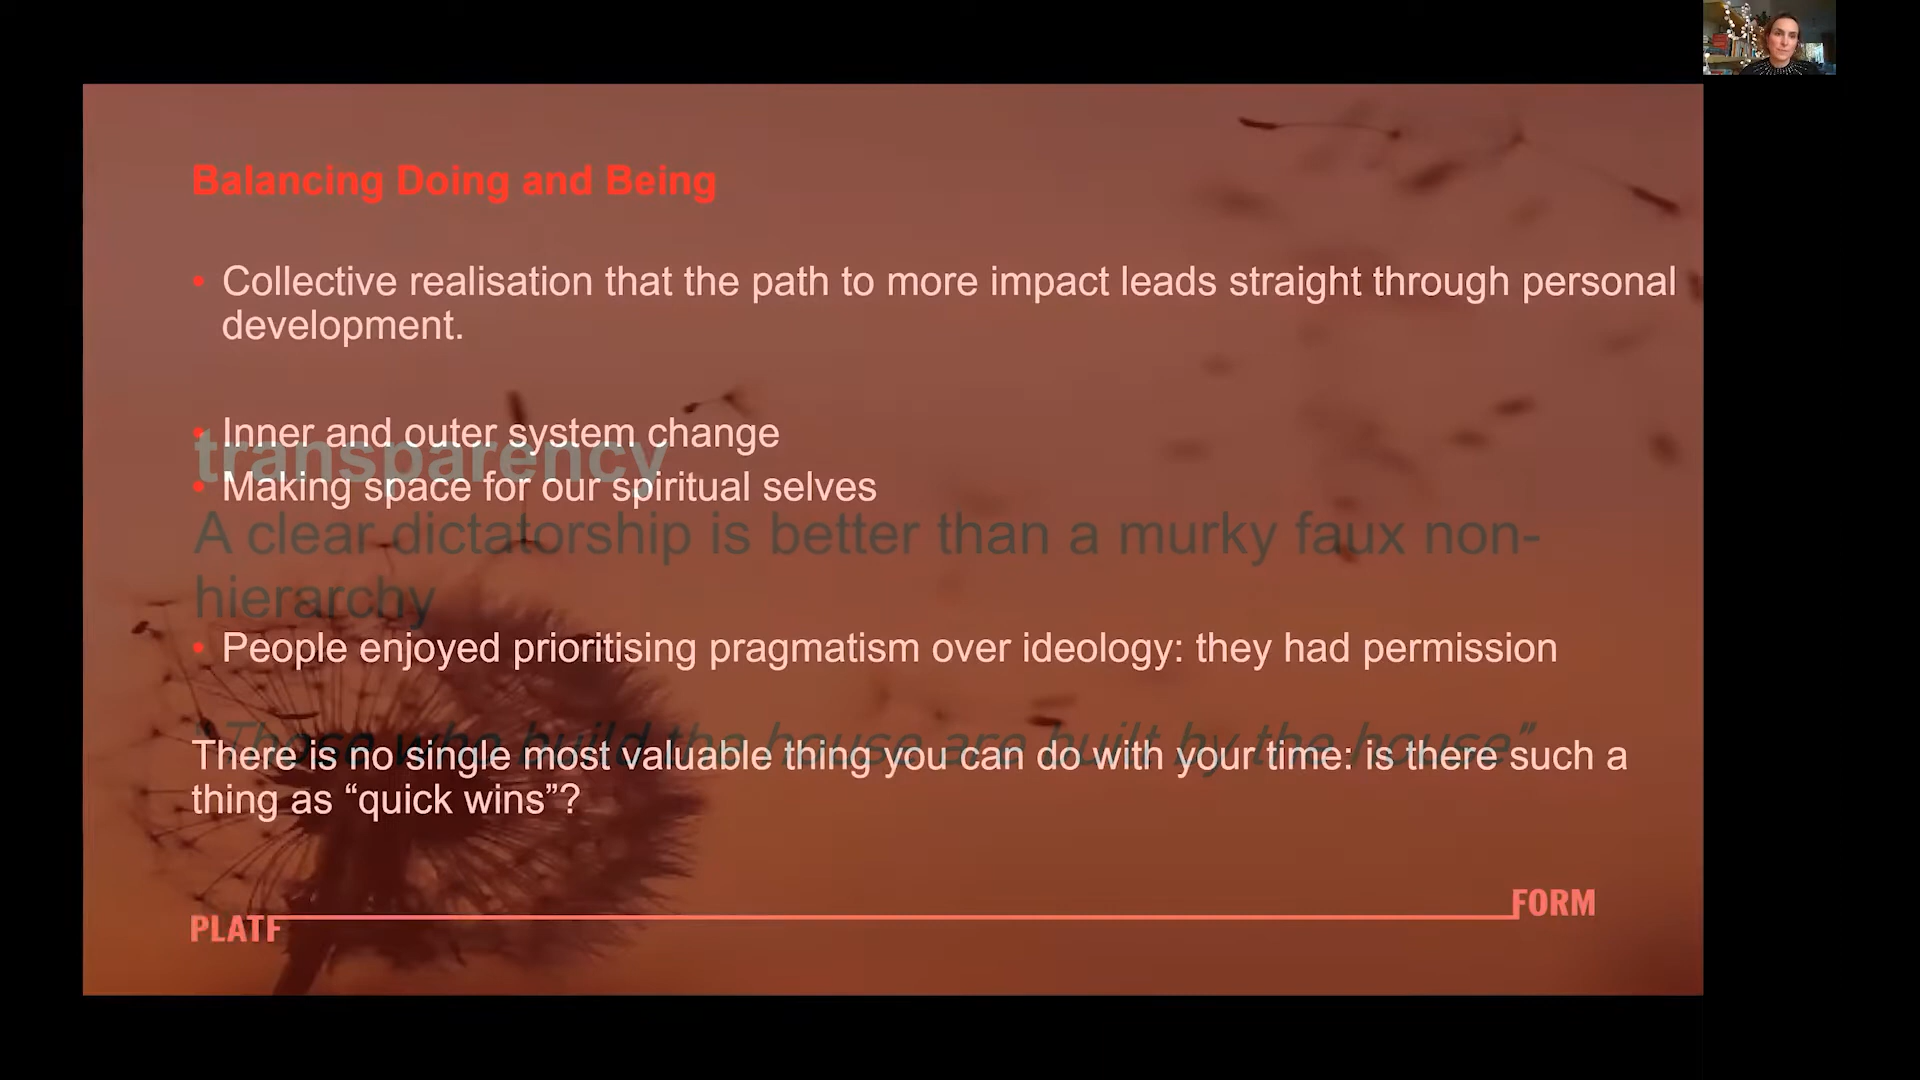 Balancing Doing and Being
• Collective realisation that the path to more impact leads straight through personal
development.
• Inner and outer system change
transparency
• Making space for our spiritual selves
A clear dictatorship is better than a murky faux non-
hierarchy
• People enjoyed prioritising pragmatism over ideology: they had permission
“Those who build the house are built by the house”
There is no single most valuable thing you can do with your time: is there such a
thing as “quick wins”?
PLATF
FORM